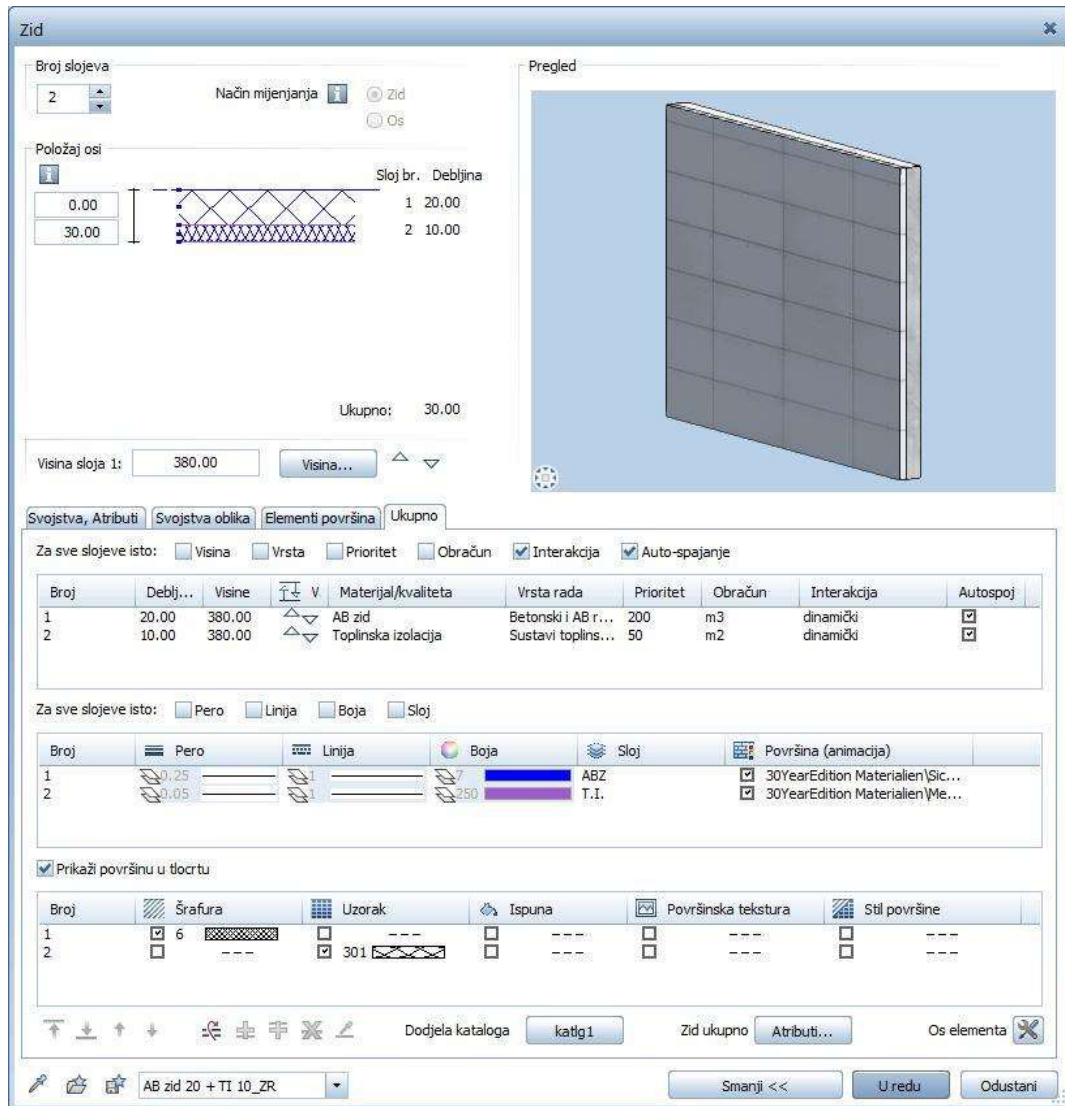 Zid
Broj slojeva
2
Način mijenjanja
Zid
Os
Pregled
Položaj osi
0.00
30.00
Sloj br. Debljina
1 20.00
2 10.00
Ukupno: 30.00
Visina sloja 1: 380.00 Visina...
Svojstva, Atributi Svojstva oblika Elementi površina Ukupno
Za sve slojeve isto: Visina Vrsta Prioritet Obračun Interakcija Auto-spajanje
Broj Deblj... Visine V Materijal/kvaliteta Vrsta rada Prioritet Obračun Interakcija Autospoj
1 20.00 380.00 AB zid Betonski i AB r... 200 m3 dinamički
2 10.00 380.00 Toplinska izolacija Sustavi toplins... 50 m2 dinamički
Za sve slojeve isto: Pero Linija Boja Sloj
Broj Pero Linija Boja Sloj Površina (animacija)
1 0.25 1 7 ABZ 30YearEdition Materialien\Sic...
2 0.05 1 250 T.I. 30YearEdition Materialien\Me...
Prikaži površinu u tlocrtu
Broj Šrafura Uzorak Ispuna Površinska tekstura Stil površine
1 6 --- --- --- ---
2 --- 301 --- --- ---
Dodjela kataloga katlg1 Zid ukupno Atributi... Os elementa
AB zid 20 + TI 10_ZR Smanji << U redu Odustani